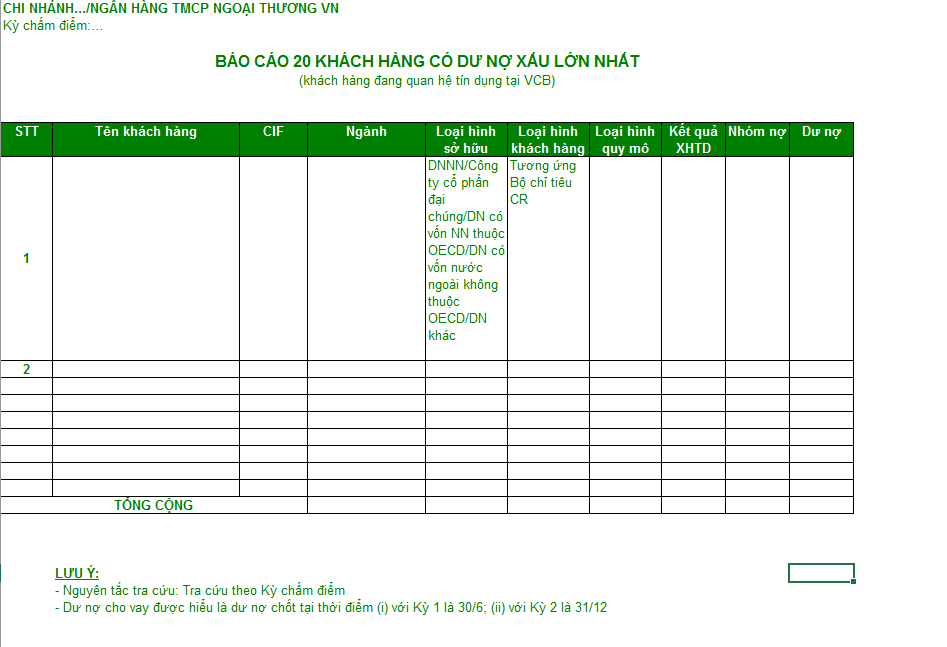 CHI NHÁNH.../NGÂN HÀNG TMCP NGOẠI THƯƠNG VN
Kỳ chấm điểm:...
BÁO CÁO 20 KHÁCH HÀNG CÓ DƯ NỢ XẤU LỚN NHẤT
(khách hàng đang quan hệ tín dụng tại VCB)
STT
Tên khách hàng
CIF
Ngành
Loại hình
sở hữu
Loại hình
khách hàng
Loại hình
quy mô
Kết quả
XHTD
Nhóm nợ
Dư nợ
1
DNNN/Công
ty cổ phần
đại
chúng/DN có
vốn NN thuộc
OECD/DN có
vốn nước
ngoài không
thuộc
OECD/DN
khác
Tương ứng
Bộ chỉ tiêu
CR
2
TỔNG CỘNG
LƯU Ý:
- Nguyên tắc tra cứu: Tra cứu theo Kỳ chấm điểm
- Dư nợ cho vay được hiểu là dư nợ chốt tại thời điểm (i) với Kỳ 1 là 30/6; (ii) với Kỳ 2 là 31/12